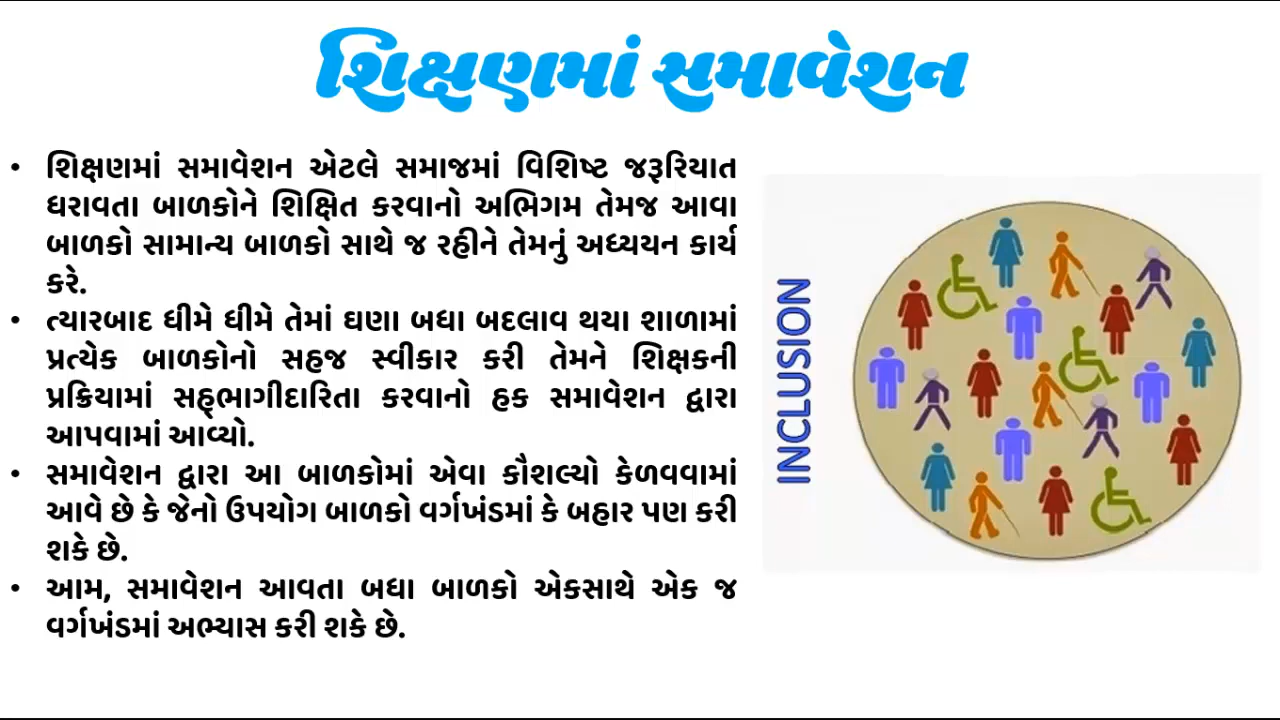 શિક્ષણમાં સમાવેશન
• શિક્ષણમાં સમાવેશન એટલે સમાજમાં વિશિષ્ટ જરૂરિયાત
ધરાવતા બાળકોને શિક્ષિત કરવાનો અભિગમ તેમજ આવા
બાળકો સામાન્ય બાળકો સાથે જ રહીને તેમનું અધ્યયન કાર્ય
કરે.
• ત્યારબાદ ધીમે ધીમે તેમાં ઘણા બધા બદલાવ થયા શાળામાં
પ્રત્યેક બાળકોનો સહજ સ્વીકાર કરી તેમને શિક્ષકની
પ્રક્રિયામાં સહ્ભાગીદારિતા કરવાનો હક સમાવેશન દ્વારા
આપવામાં આવ્યો.
• સમાવેશન દ્વારા આ બાળકોમાં એવા કૌશલ્યો કેળવવામાં
આવે છે કે જેનો ઉપયોગ બાળકો વર્ગખંડમાં કે બહાર પણ કરી
શકે છે.
• આમ, સમાવેશન આવતા બધા બાળકો એકસાથે એક જ
વર્ગખંડમાં અભ્યાસ કરી શકે છે.
INCLUSION